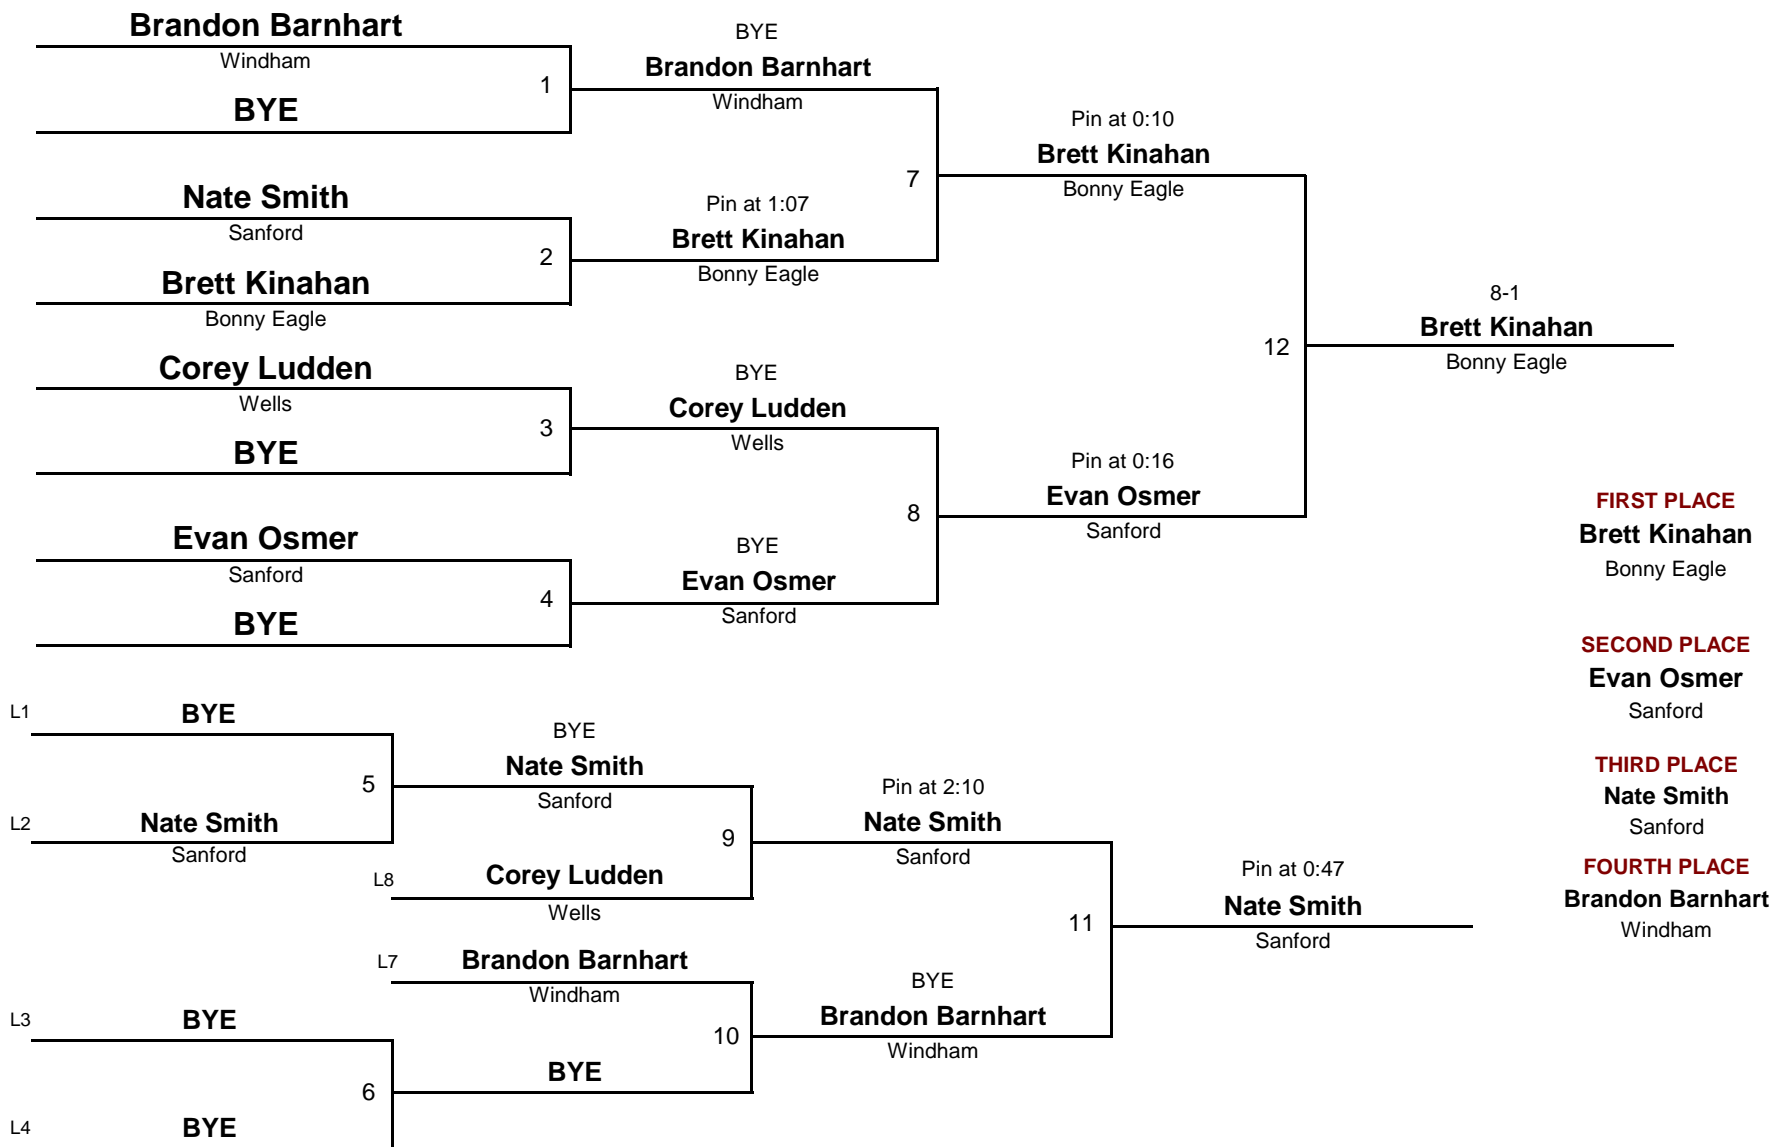 Brandon Barnhart
Windham
1
BYE
BYE
Brandon Barnhart
Windham
Nate Smith
Sanford
2
Brett Kinahan
Bonny Eagle
Pin at 1:07
Brett Kinahan
Bonny Eagle
7
Pin at 0:10
Brett Kinahan
Bonny Eagle
Corey Ludden
Wells
3
BYE
BYE
Corey Ludden
Wells
Evan Osmer
Sanford
4
BYE
BYE
Evan Osmer
Sanford
8
Pin at 0:16
Evan Osmer
Sanford
12
8-1
Brett Kinahan
Bonny Eagle
FIRST PLACE
Brett Kinahan
Bonny Eagle
SECOND PLACE
Evan Osmer
Sanford
THIRD PLACE
Nate Smith
Sanford
FOURTH PLACE
Brandon Barnhart
Windham
L1
BYE
5
L2
Nate Smith
Sanford
BYE
Nate Smith
Sanford
9
L8
Corey Ludden
Wells
Pin at 2:10
Nate Smith
Sanford
L7
Brandon Barnhart
Windham
L3
BYE
6
L4
BYE
10
BYE
BYE
Brandon Barnhart
Windham
11
Pin at 0:47
Nate Smith
Sanford